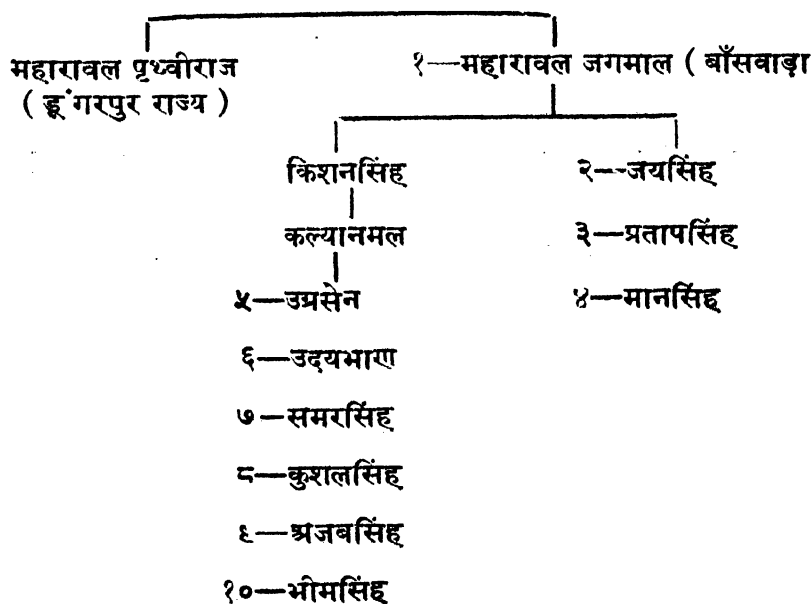 महारावल पृथ्वीराज १—महारावल जगमाल ( बाँसवाड़ा
( डूंगरपुर राज्य )
किशनसिंह २—जयसिंह
कल्यानमल ३—प्रतापसिंह
५—उग्रसेन ४—मानसिंह
६—उदयभाण
७—समरसिंह
८—कुशलसिंह
९—अजबसिंह
१०—भीमसिंह